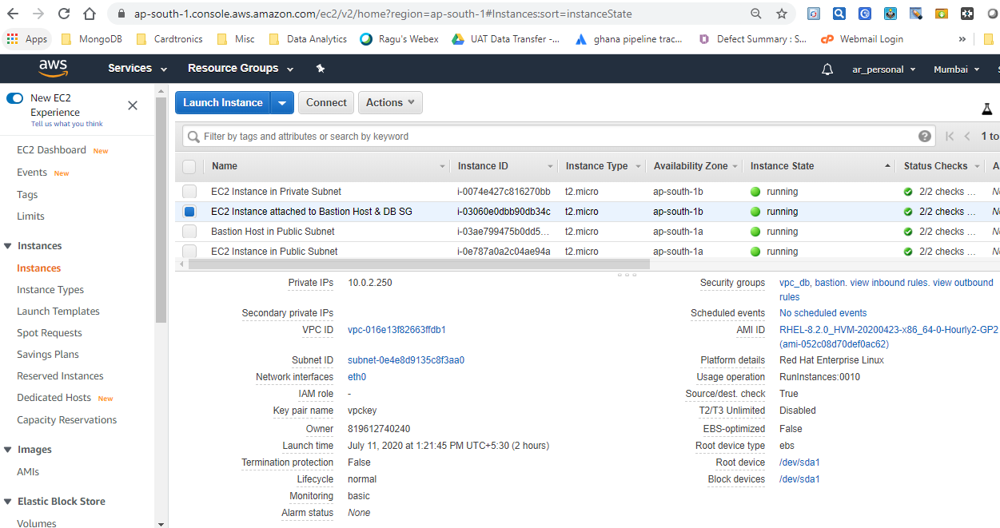 ap-south-1.console.aws.amazon.com/ec2/v2/home?region=ap-south-1#Instances:sort=instanceState
Apps MongoDB Cardtronics Misc Data Analytics Ragu's Webex UAT Data Transfer -... ghana pipeline trac... Defect Summary : S... Webmail Login »
aws Services Resource Groups ar_personal Mumbai
New EC2
Experience
Tell us what you think
EC2 Dashboard New
Events New
Tags
Limits
Instances
Instances
Instance Types
Launch Templates
Spot Requests
Savings Plans
Reserved Instances
Dedicated Hosts New
Capacity Reservations
Images
AMIs
Elastic Block Store
Volumes
Launch Instance Connect Actions
Filter by tags and attributes or search by keyword 1 to
Name Instance ID Instance Type Availability Zone Instance State Status Checks A
EC2 Instance in Private Subnet i-0074e427c816270bb t2.micro ap-south-1b running 2/2 checks ...
EC2 Instance attached to Bastion Host & DB SG i-03060e0dbb90db34c t2.micro ap-south-1b running 2/2 checks ...
Bastion Host in Public Subnet i-03ae799475b0dd5... t2.micro ap-south-1a running 2/2 checks ...
EC2 Instance in Public Subnet i-0e787a0a2c04ae94a t2.micro ap-south-1a running 2/2 checks ...
Private IPs 10.0.2.250
Secondary private IPs
VPC ID vpc-016e13f82663ffdb1
Subnet ID subnet-0e4e8d9135c8f3aa0
Network interfaces eth0
IAM role -
Key pair name vpckey
Owner 819612740240
Launch time July 11, 2020 at 1:21:45 PM UTC+5:30 (2 hours)
Termination protection False
Lifecycle normal
Monitoring basic
Alarm status None
Security groups vpc_db, bastion. view inbound rules. view outbound
rules
Scheduled events No scheduled events
AMI ID RHEL-8.2.0_HVM-20200423-x86_64-0-Hourly2-GP2
(ami-052c08d70def0ac62)
Platform details Red Hat Enterprise Linux
Usage operation RunInstances:0010
Source/dest. check True
T2/T3 Unlimited Disabled
EBS-optimized False
Root device type ebs
Root device /dev/sda1
Block devices /dev/sda1